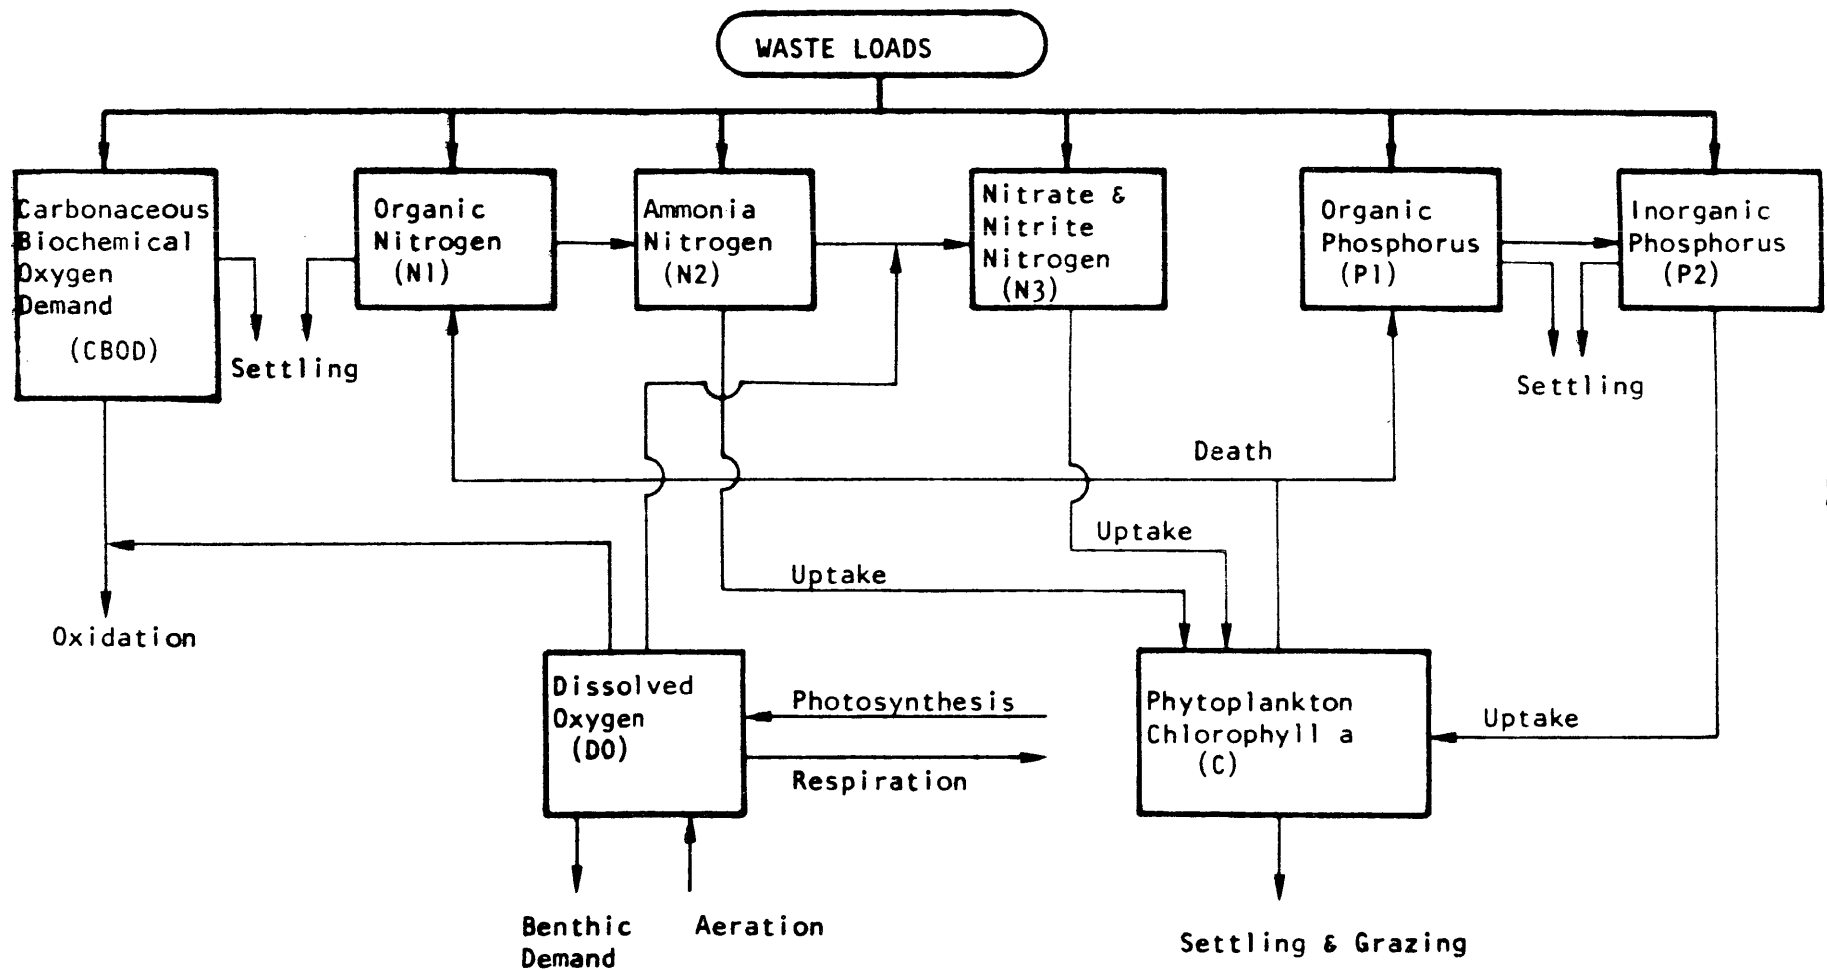 WASTE LOADS
Carbonaceous
Biochemical
Oxygen
Demand
(CBOD)
Organic
Nitrogen
(N1)
Ammonia
Nitrogen
(N2)
Nitrate &
Nitrite
Nitrogen
(N3)
Organic
Phosphorus
(P1)
Inorganic
Phosphorus
(P2)
Settling
Settling
Death
Uptake
Uptake
Oxidation
Dissolved
Oxygen
(DO)
Photosynthesis
Respiration
Phytoplankton
Chlorophyll a
(C)
Uptake
Benthic
Demand
Aeration
Settling & Grazing